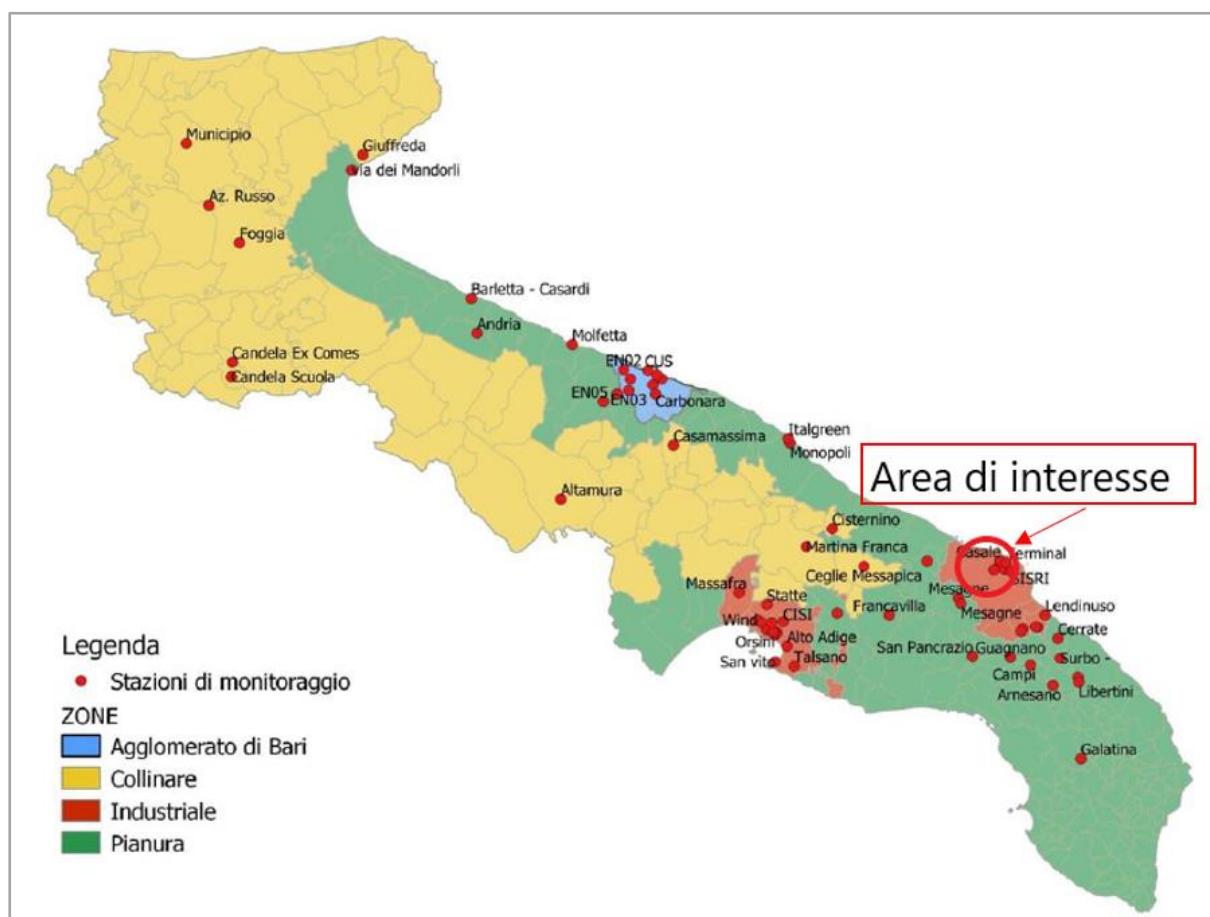 Municipio
Giuffreda
via dei Mandorli
Az. Russo
Foggia
Barletta - Casardi
Andria
Molfetta
Candela Ex Comes
Candela Scuola
EN02 CUS
EN05 EN03 Carbonara
Casamassima
Italgreen
Monopoli
Altamura
Area di interesse
Cisternino
Martina Franca
Ceglie Messapica
Casale Terminal
SISRI
Massafra
Statte
Wind CISI
Orsini Alto Adige
San vito Talsano
Francavilla
Mesagne
Mesagne
Lendinuso
Cerrate
San Pancrazio Guagnano
Surbo -
Campi
Arnesano
Libertini
Galatina
Legenda
Stazioni di monitoraggio
ZONE
Agglomerato di Bari
Collinare
Industriale
Pianura